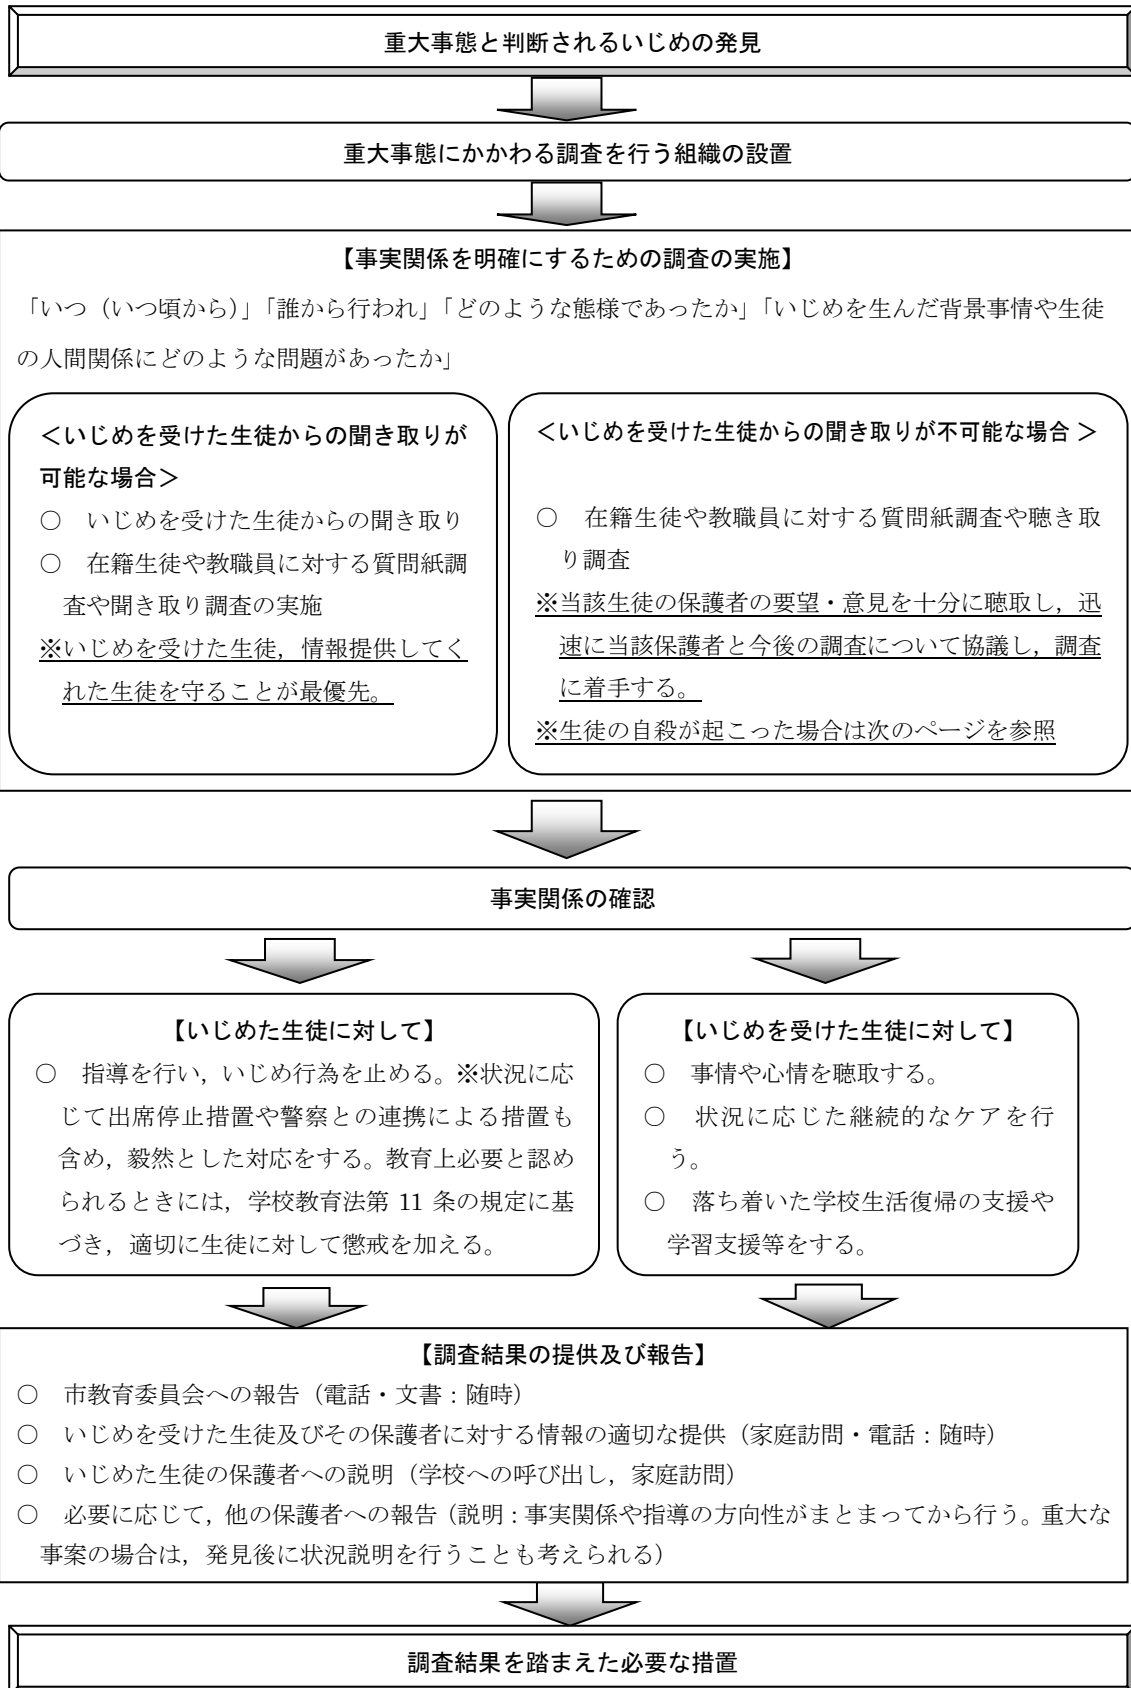 重大事態と判断されるいじめの発見
重大事態にかかわる調査を行う組織の設置
【事実関係を明確にするための調査の実施】
「いつ（いつ頃から）」「誰から行われ」「どのような態様であったか」「いじめを生んだ背景事情や生徒
の人間関係にどのような問題があったか」
＜いじめを受けた生徒からの聞き取りが
可能な場合＞
○　いじめを受けた生徒からの聞き取り
○　在籍生徒や教職員に対する質問紙調
査や聞き取り調査の実施
※いじめを受けた生徒，情報提供してく
れた生徒を守ることが最優先。
＜いじめを受けた生徒からの聞き取りが不可能な場合＞
○　在籍生徒や教職員に対する質問紙調査や聴き取
り調査
※当該生徒の保護者の要望・意見を十分に聴取し，迅
速に当該保護者と今後の調査について協議し，調査
に着手する。
※生徒の自殺が起こった場合は次のページを参照
事実関係の確認
【いじめた生徒に対して】
○　指導を行い，いじめ行為を止める。※状況に応
じて出席停止措置や警察との連携による措置も
含め，毅然とした対応をする。教育上必要と認め
られるときには，学校教育法第 11 条の規定に基
づき，適切に生徒に対して懲戒を加える。
【いじめを受けた生徒に対して】
○　事情や心情を聴取する。
○　状況に応じた継続的なケアを行
う。
○　落ち着いた学校生活復帰の支援や
学習支援等をする。
【調査結果の提供及び報告】
○　市教育委員会への報告（電話・文書：随時）
○　いじめを受けた生徒及びその保護者に対する情報の適切な提供（家庭訪問・電話：随時）
○　いじめた生徒の保護者への説明（学校への呼び出し，家庭訪問）
○　必要に応じて，他の保護者への報告（説明：事実関係や指導の方向性がまとまってから行う。重大な
事案の場合は，発見後に状況説明を行うことも考えられる）
調査結果を踏まえた必要な措置